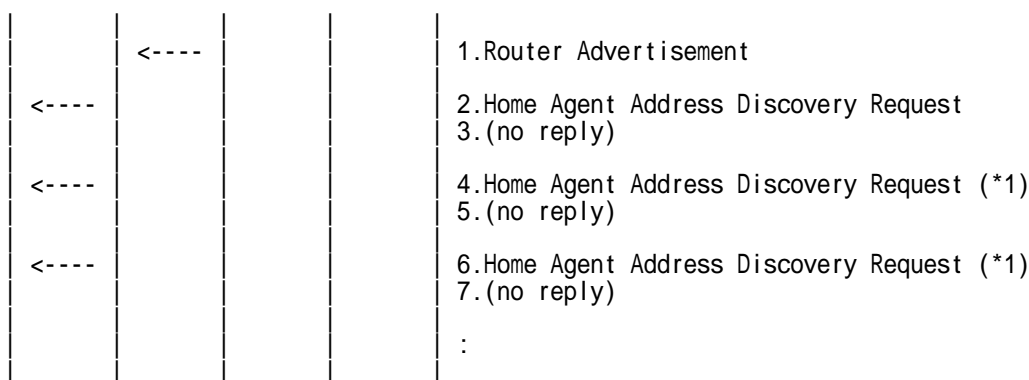 <---- 1.Router Advertisement
<---- 2.Home Agent Address Discovery Request
3.(no reply)
<---- 4.Home Agent Address Discovery Request (*1)
5.(no reply)
<---- 6.Home Agent Address Discovery Request (*1)
7.(no reply)
: